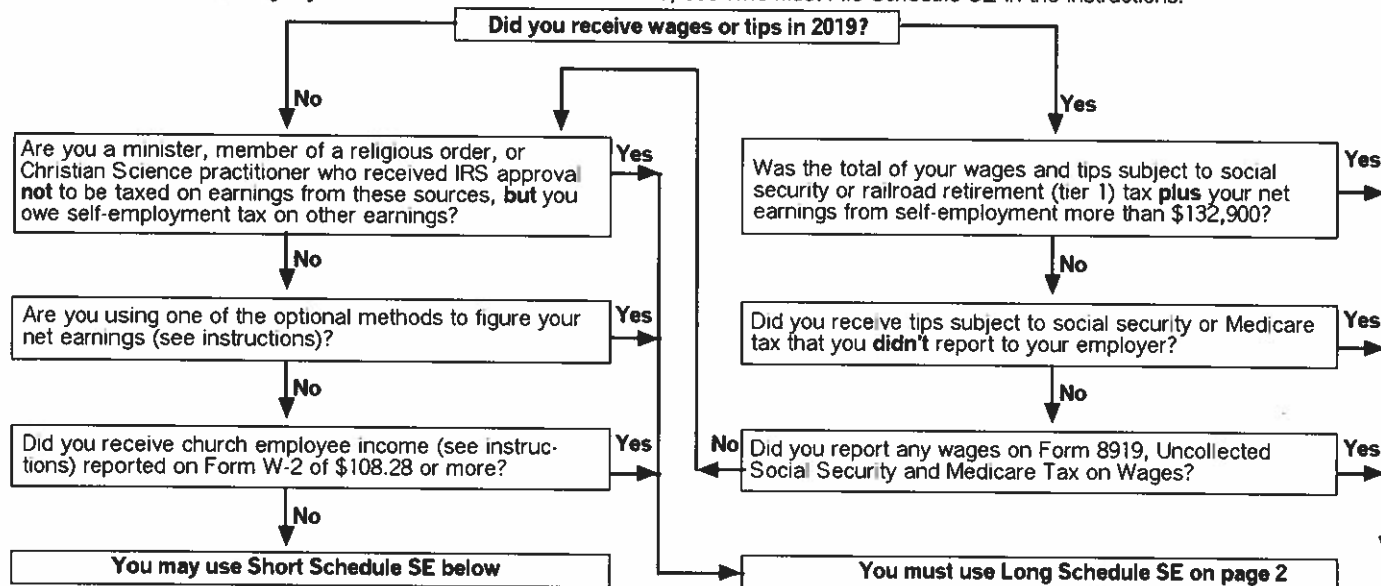 Did you receive wages or tips in 2019?
No
Yes
Are you a minister, member of a religious order, or
Christian Science practitioner who received IRS approval
not to be taxed on earnings from these sources, but you
owe self-employment tax on other earnings?
Yes
Was the total of your wages and tips subject to social
security or railroad retirement (tier 1) tax plus your net
earnings from self-employment more than $132,900?
Yes
No
No
Are you using one of the optional methods to figure your
net earnings (see instructions)?
Yes
Did you receive tips subject to social security or Medicare
tax that you didn't report to your employer?
Yes
No
No
Did you receive church employee income (see instruc-
tions) reported on Form W-2 of $108.28 or more?
Yes
No
Did you report any wages on Form 8919, Uncollected
Social Security and Medicare Tax on Wages?
Yes
No
You may use Short Schedule SE below
You must use Long Schedule SE on page 2